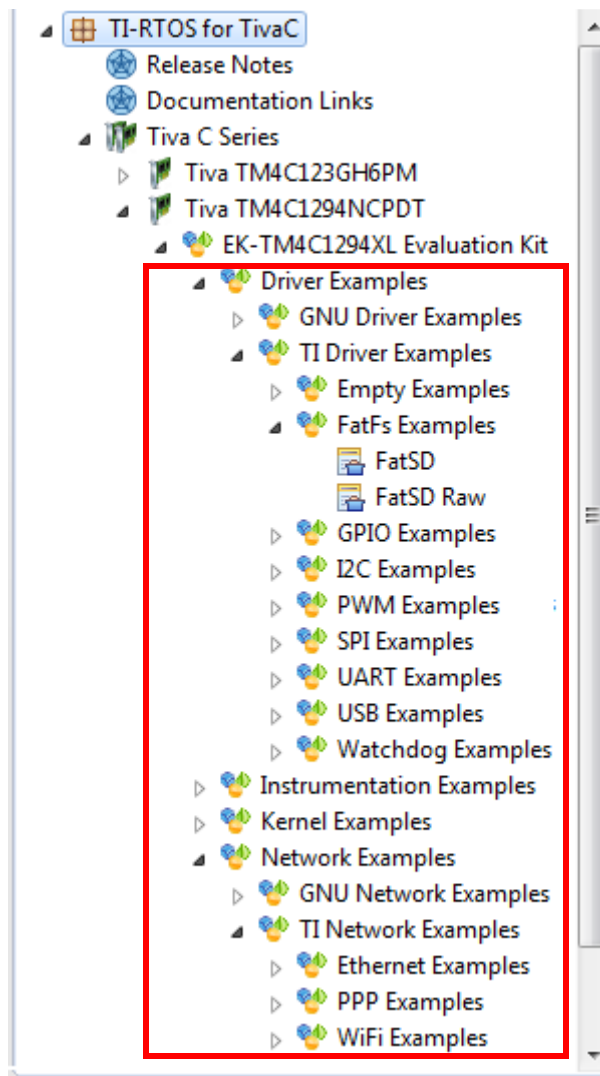 TI-RTOS for TivaC
Release Notes
Documentation Links
Tiva C Series
Tiva TM4C123GH6PM
Tiva TM4C1294NCPDT
EK-TM4C1294XL Evaluation Kit
Driver Examples
GNU Driver Examples
TI Driver Examples
Empty Examples
FatFs Examples
FatSD
FatSD Raw
GPIO Examples
I2C Examples
PWM Examples
SPI Examples
UART Examples
USB Examples
Watchdog Examples
Instrumentation Examples
Kernel Examples
Network Examples
GNU Network Examples
TI Network Examples
Ethernet Examples
PPP Examples
WiFi Examples